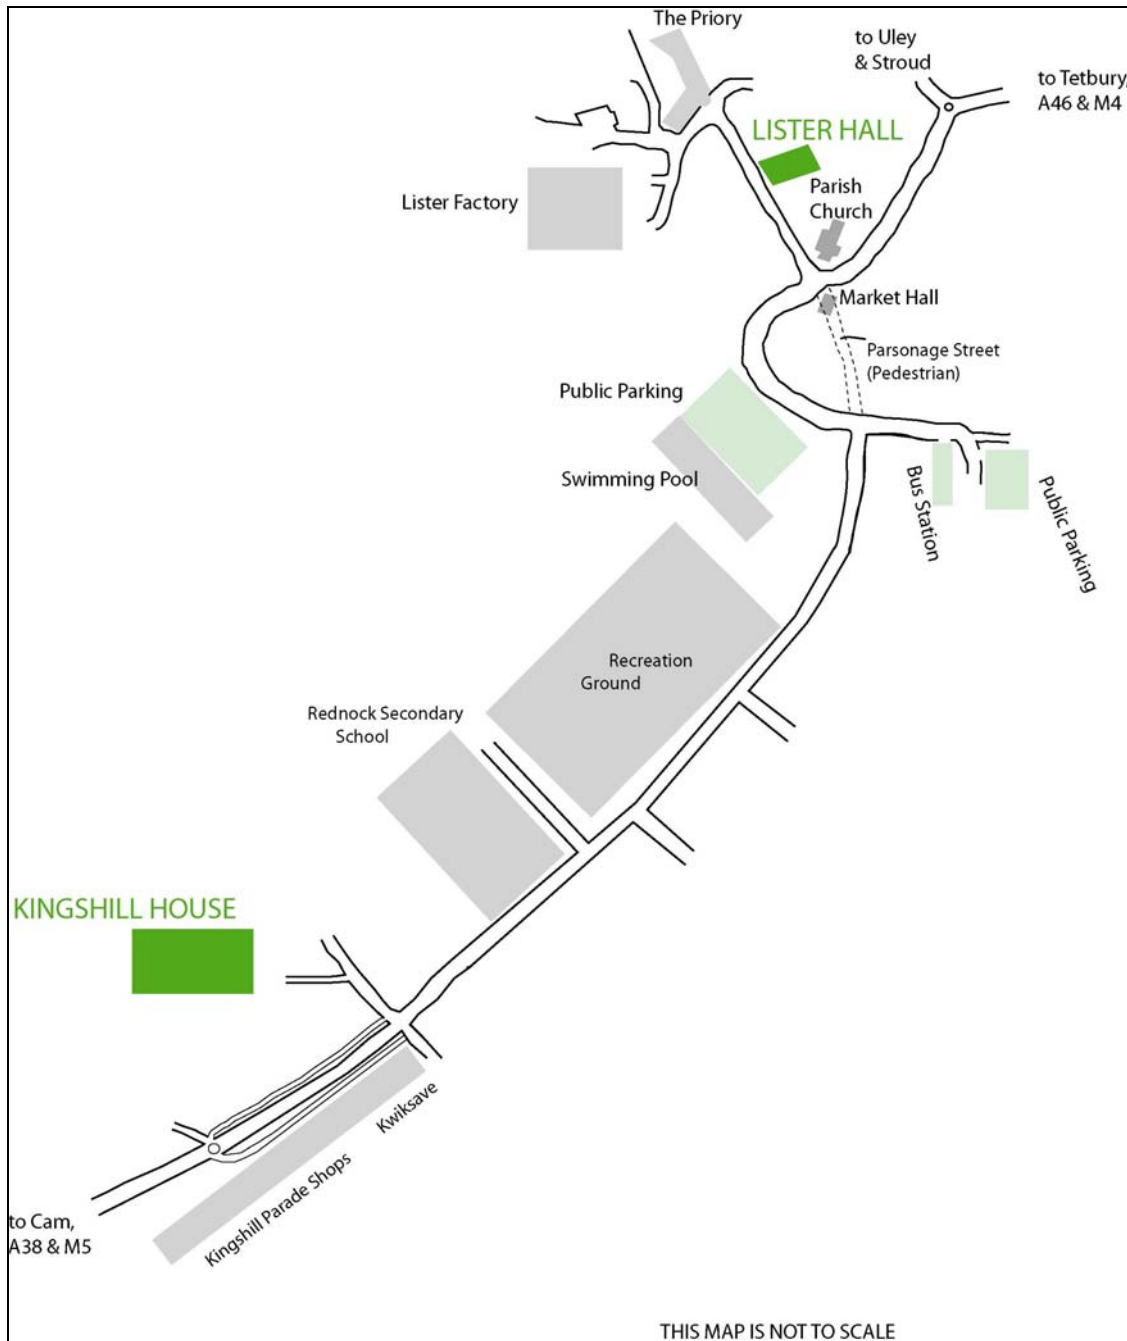 The Priory
to Uley
& Stroud
to Tetbury,
A46 & M4
LISTER HALL
Parish
Church
Lister Factory
Market Hall
Parsonage Street
(Pedestrian)
Public Parking
Swimming Pool
Bus Station
Public Parking
Recreation
Ground
Rednock Secondary
School
KINGSHILL HOUSE
Kwiksave
Kingshill Parade Shops
to Cam,
A38 & M5
THIS MAP IS NOT TO SCALE